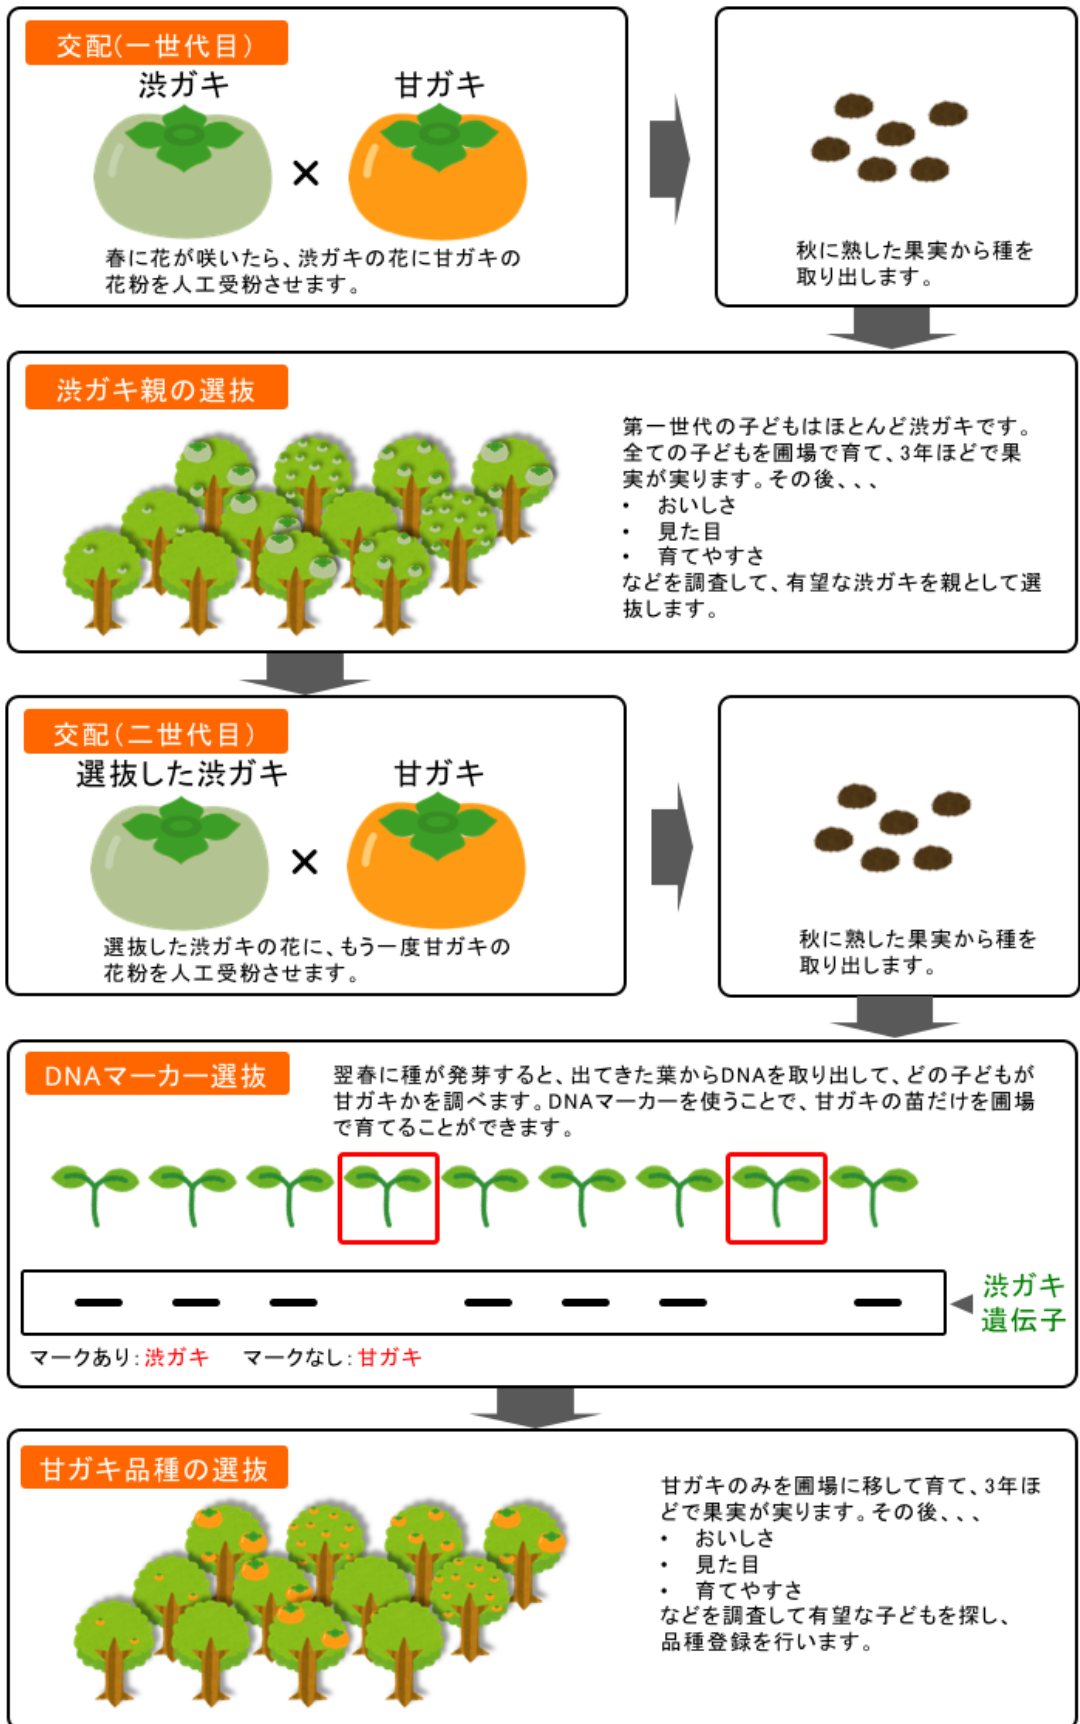 交配(一世代目)
渋ガキ
甘ガキ
×
春に花が咲いたら、渋ガキの花に甘ガキの
花粉を人工受粉させます。
秋に熟した果実から種を
取り出します。
渋ガキ親の選抜
第一世代の子どもはほとんど渋ガキです。
全ての子どもを圃場で育て、3年ほどで果
実が実ります。その後、、、
• おいしさ
• 見た目
• 育てやすさ
などを調査して、有望な渋ガキを親として選
抜します。
交配(二世代目)
選抜した渋ガキ
甘ガキ
×
選抜した渋ガキの花に、もう一度甘ガキの
花粉を人工受粉させます。
秋に熟した果実から種を
取り出します。
DNAマーカー選抜
翌春に種が発芽すると、出てきた葉からDNAを取り出して、どの子どもが
甘ガキかを調べます。DNAマーカーを使うことで、甘ガキの苗だけを圃場
で育てることができます。
渋ガキ
遺伝子
マークあり：渋ガキ マークなし：甘ガキ
甘ガキ品種の選抜
甘ガキのみを圃場に移して育て、3年ほ
どで果実が実ります。その後、、、
• おいしさ
• 見た目
• 育てやすさ
などを調査して有望な子どもを探し、
品種登録を行います。